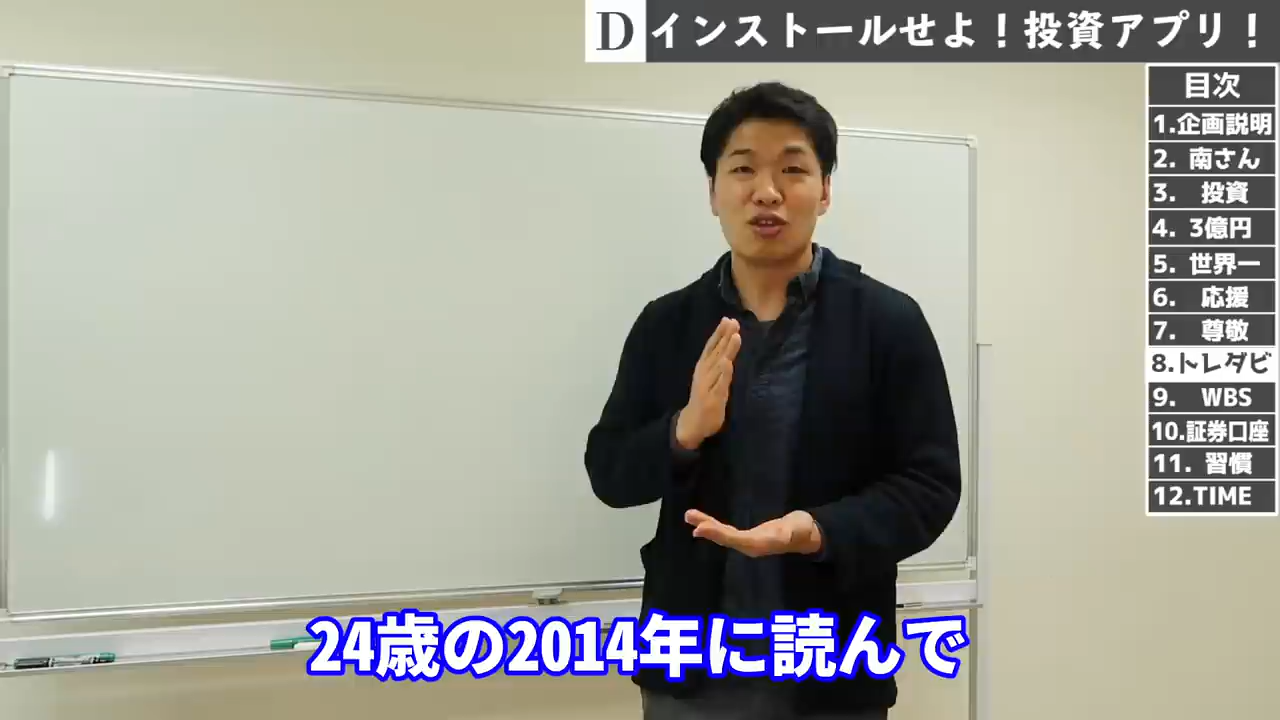 D インストールせよ！投資アプリ！
目次
1.企画説明
2. 南さん
3. 投資
4. 3億円
5. 世界一
6. 応援
7. 尊敬
8.トレダビ
9. WBS
10.証券口座
11. 習慣
12.TIME
24歳の2014年に読んで